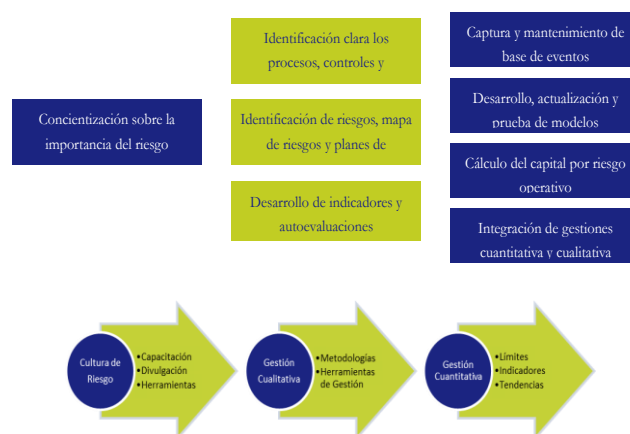 Concientización sobre la
importancia del riesgo
Identificación clara los
procesos, controles y
Identificación de riesgos, mapa
de riesgos y planes de
Desarrollo de indicadores y
autoevaluaciones
Captura y mantenimiento de
base de eventos
Desarrollo, actualización y
prueba de modelos
Cálculo del capital por riesgo
operativo
Integración de gestiones
cuantitativa y cualitativa
Cultura de
Riesgo
•Capacitación
•Divulgación
•Herramientas
Gestión
Cualitativa
•Metodologías
•Herramientas
de Gestión
Gestión
Cuantitativa
•Límites
•Indicadores
•Tendencias